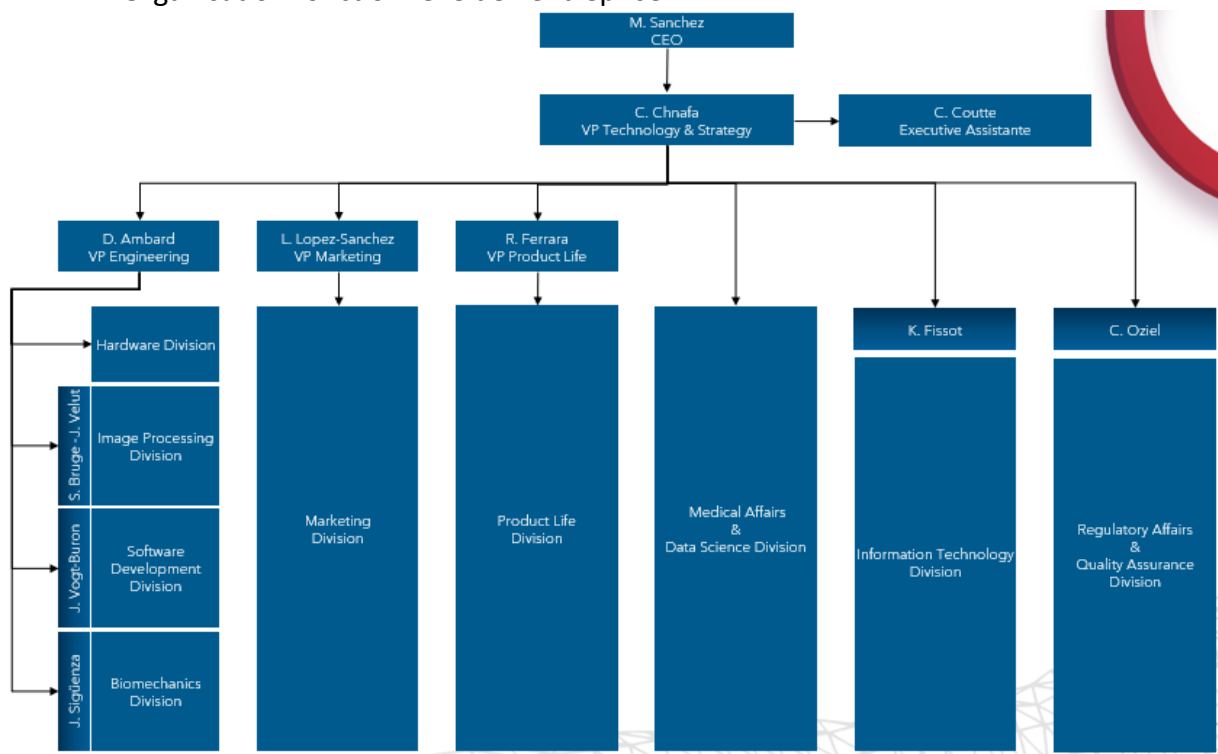 M. Sanchez
CEO
C. Chnafa
VP Technology & Strategy
C. Coutte
Executive Assistante
D. Ambard
VP Engineering
L. Lopez-Sanchez
VP Marketing
R. Ferrara
VP Product Life
Hardware Division
S. Bruge -J. Velut
Image Processing
Division
J. Vogt-Buron
Software
Development
Division
J. Sigüenza
Biomechanics
Division
Marketing
Division
Product Life
Division
Medical Affairs
&
Data Science Division
K. Fissot
Information Technology
Division
C. Oziel
Regulatory Affairs
&
Quality Assurance
Division